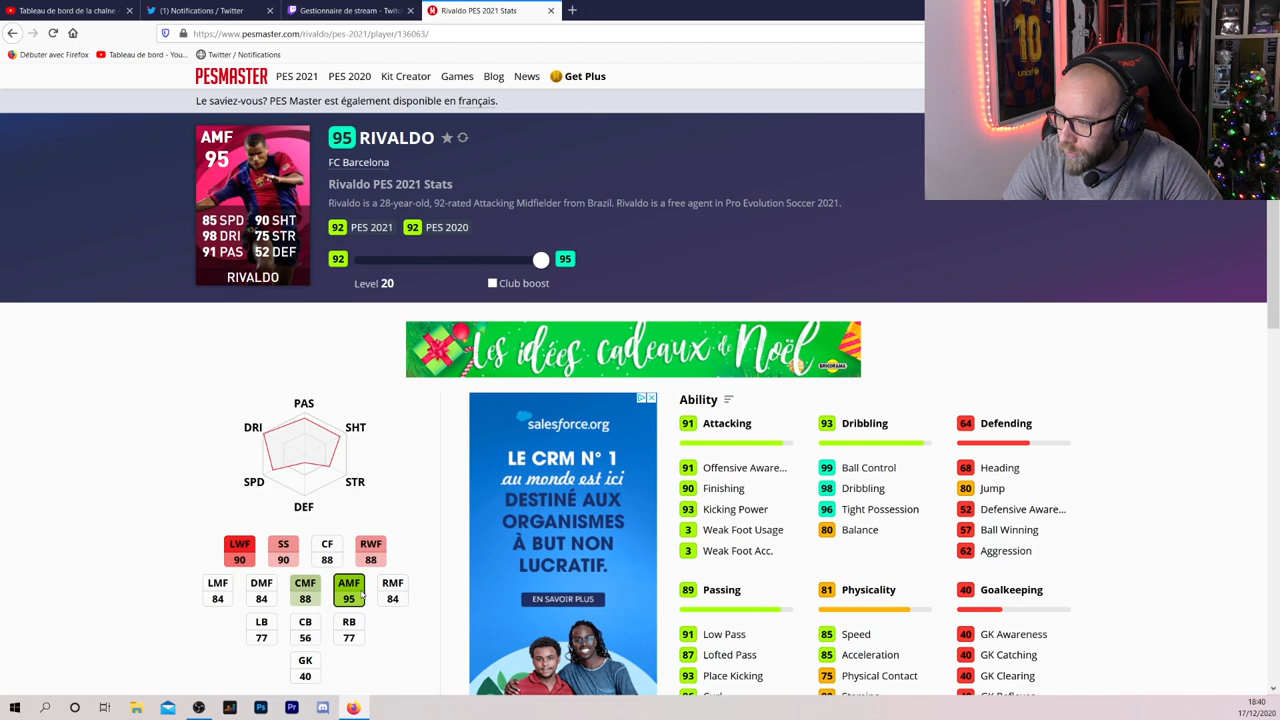 Tableau de bord de la chaîne -
(1) Notifications / Twitter
Gestionnaire de stream - Twitc
Rivaldo PES 2021 Stats
https://www.pesmaster.com/rivaldo/pes-2021/player/136063/
Débuter avec Firefox
Tableau de bord - You...
Twitter / Notifications
PESMASTER
PES 2021
PES 2020
Kit Creator
Games
Blog
News
Get Plus
Le saviez-vous? PES Master est également disponible en français.
AMF
95
85 SPD 90 SHT
98 DRI 75 STR
91 PAS 52 DEF
RIVALDO
95 RIVALDO
FC Barcelona
Rivaldo PES 2021 Stats
Rivaldo is a 28-year-old, 92-rated Attacking Midfielder from Brazil. Rivaldo is a free agent in Pro Evolution Soccer 2021.
92 PES 2021 92 PES 2020
92 95
Level 20 Club boost
10
unicef
Les idées cadeaux de Noël
BRICORAMA
PAS
DRI SHT
SPD STR
DEF
LWF SS CF RWF
90 90 88 88
LMF DMF CMF AMF RMF
84 84 88 95 84
LB CB RB
77 56 77
GK
40
salesforce.org
LE CRM N° 1
au monde est ici
DESTINÉ AUX
ORGANISMES
À BUT NON
LUCRATIF.
EN SAVOIR PLUS
Ability
91 Attacking
91 Offensive Aware...
90 Finishing
93 Kicking Power
3 Weak Foot Usage
3 Weak Foot Acc.
93 Dribbling
99 Ball Control
98 Dribbling
96 Tight Possession
80 Balance
64 Defending
68 Heading
80 Jump
52 Defensive Aware...
57 Ball Winning
62 Aggression
89 Passing
91 Low Pass
87 Lofted Pass
93 Place Kicking
81 Physicality
85 Speed
85 Acceleration
75 Physical Contact
40 Goalkeeping
40 GK Awareness
40 GK Catching
40 GK Clearing
18:40
17/12/2020